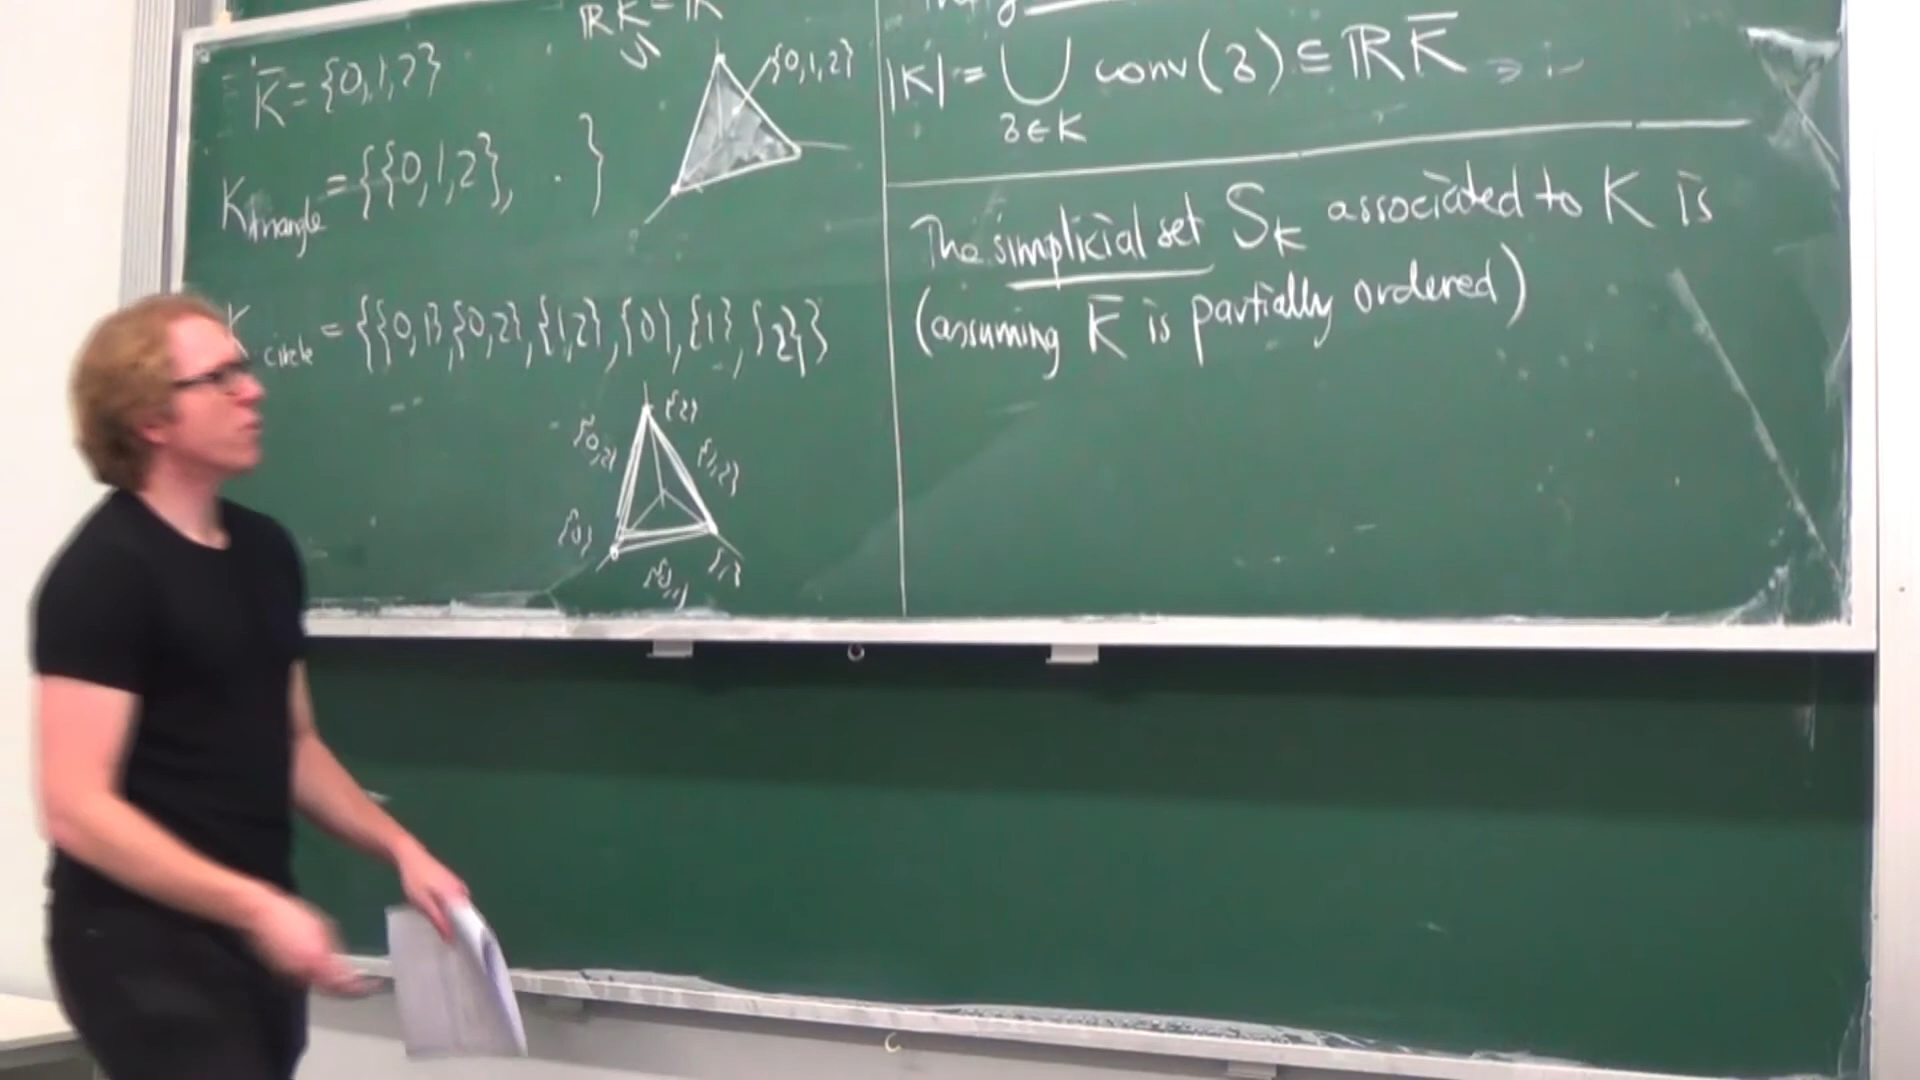 K̄ = {0,1,2}
K_triangle = {{0,1,2}, . }
{0,1,2}
K_circle = {{0,1},{0,2},{1,2},{0},{1},{2}}
{2}
{0,2}
{1,2}
{0}
{1}
{0,1}
|K| = ⋃ conv(3) ⊆ ℝK̄
3∈K
The simplicial set S_K associated to K is
(assuming K̄ is partially ordered)